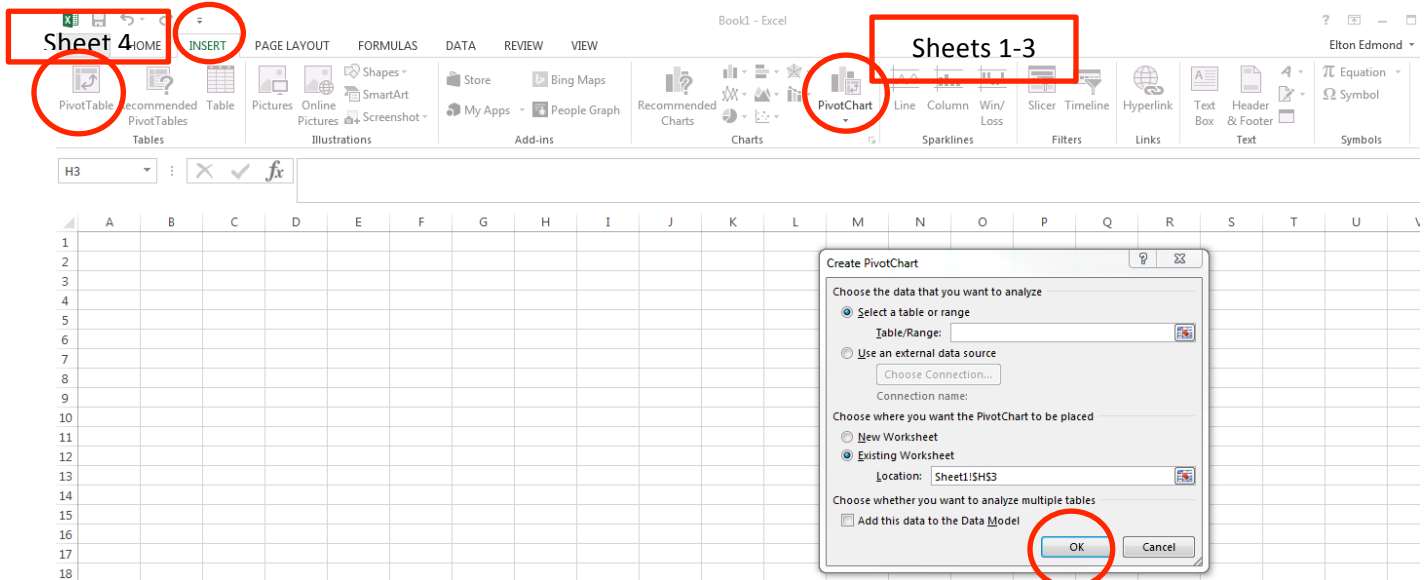 Book1 - Excel
Sheet 4
HOME INSERT PAGE LAYOUT FORMULAS DATA REVIEW VIEW
Sheets 1-3
Elton Edmond
PivotTable
Recommended PivotTables
Table
Tables
Pictures
Online Pictures
Shapes
SmartArt
Screenshot
Illustrations
Store
My Apps
Bing Maps
People Graph
Add-ins
Recommended Charts
Charts
PivotChart
Line
Column
Win/Loss
Sparklines
Slicer
Timeline
Filters
Hyperlink
Links
Text Box
Header & Footer
Text
π Equation
Ω Symbol
Symbols
H3
fx
A B C D E F G H I J K L M N O P Q R S T U V
1
2
3
4
5
6
7
8
9
10
11
12
13
14
15
16
17
18
Create PivotChart
Choose the data that you want to analyze
Select a table or range
Table/Range:
Use an external data source
Choose Connection...
Connection name:
Choose where you want the PivotChart to be placed
New Worksheet
Existing Worksheet
Location: Sheet1!$H$3
Choose whether you want to analyze multiple tables
Add this data to the Data Model
OK Cancel